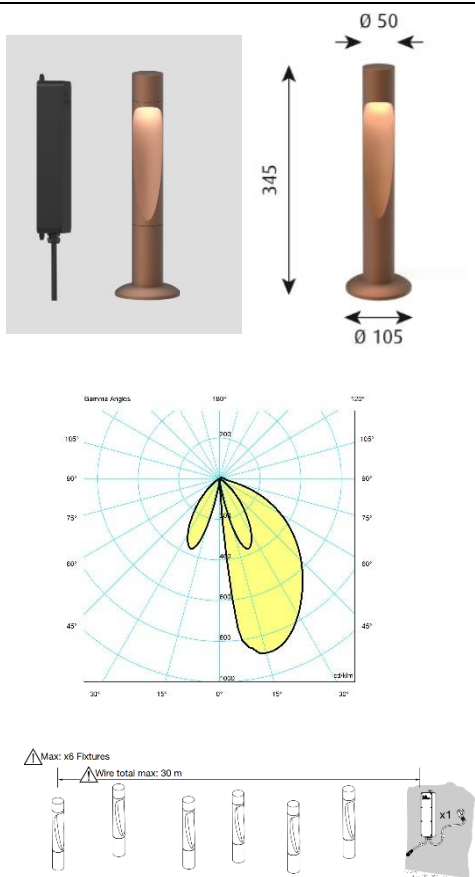 Ø 50
345
Ø 105
Gamma Angles 180° 120°
105° 105°
90° 90°
75° 75°
60° 60°
45° 45°
200
400
600
800
1000
cd/klm
30° 15° 0° 15° 30°
Max: x6 Fixtures
Wire total max: 30 m
x1